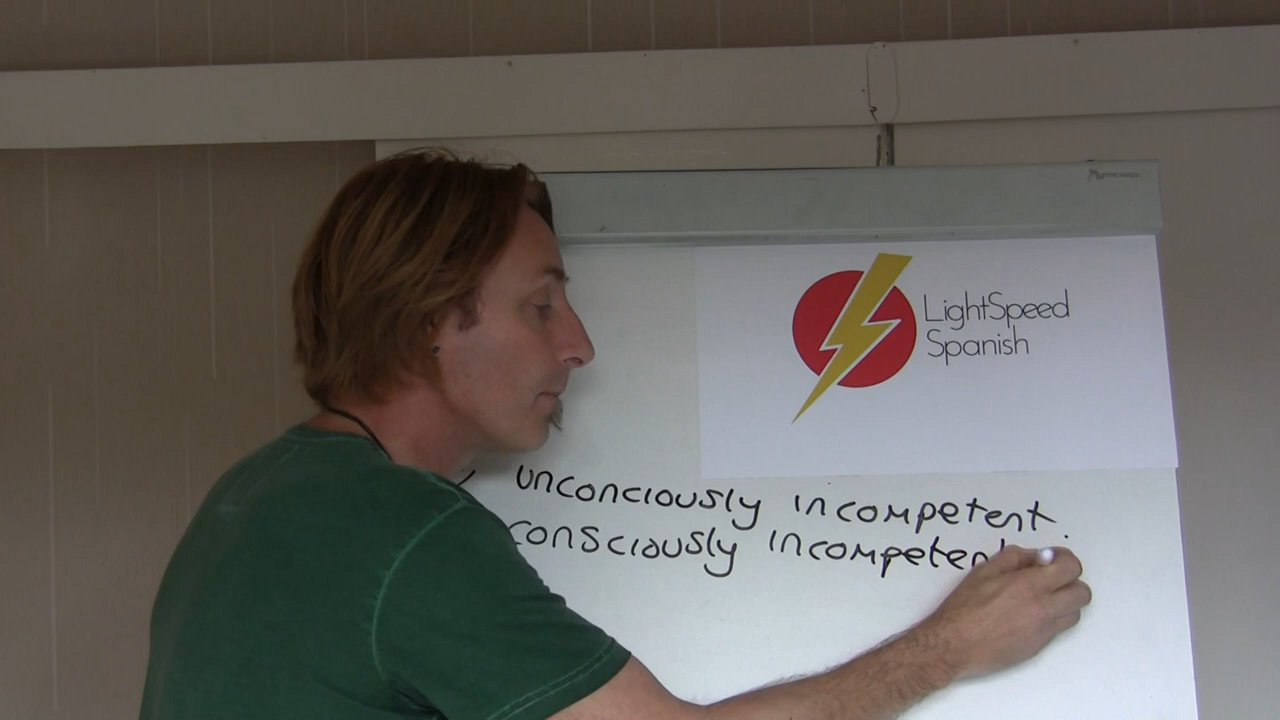 LightSpeed
Spanish
unconciously incompetent.
consciously incompetent